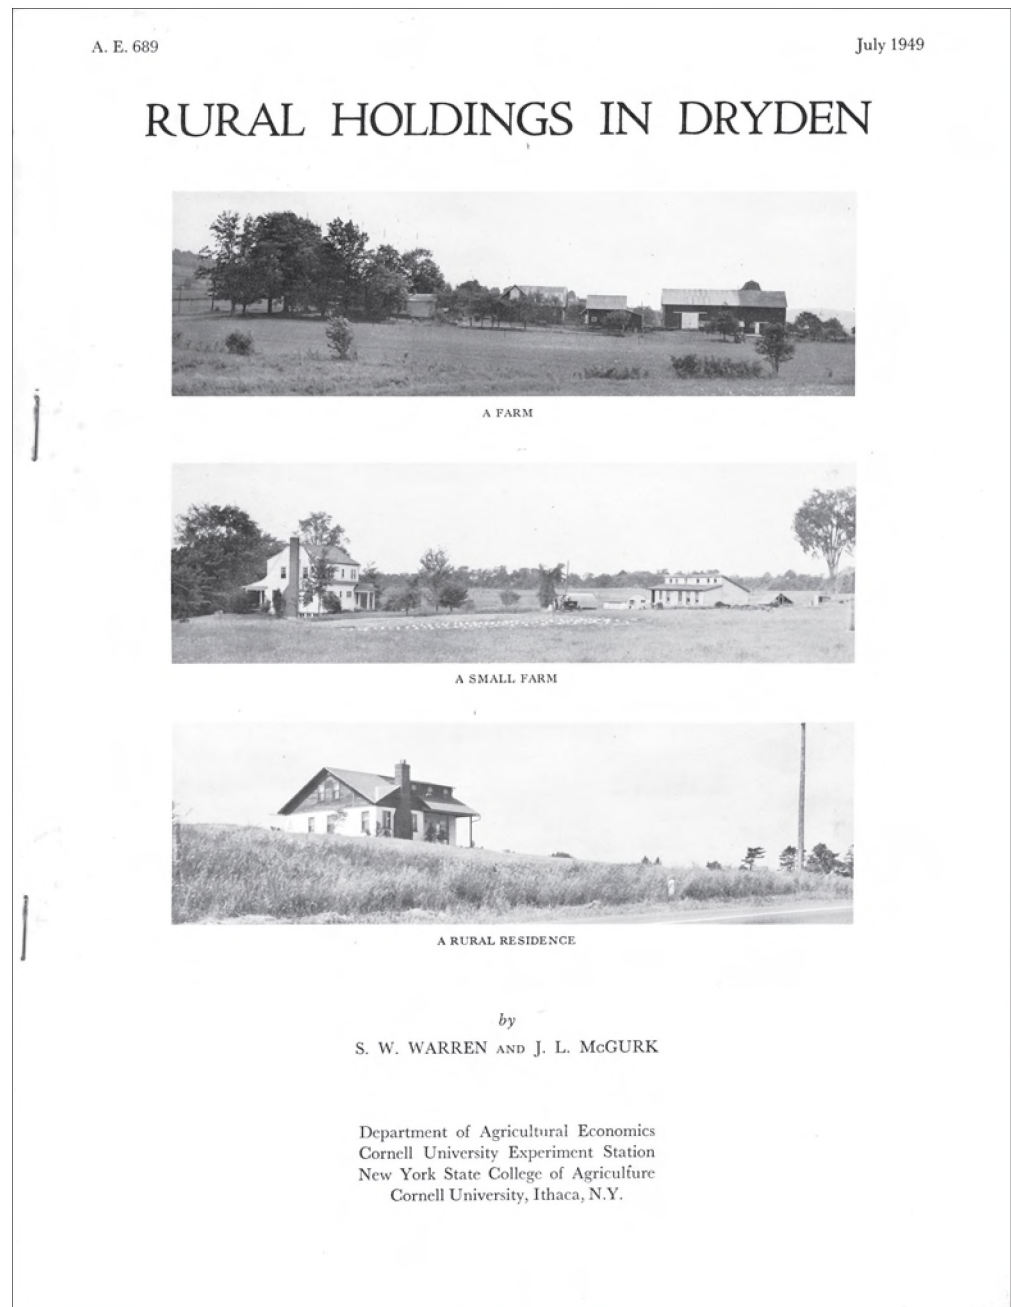 A. E. 689
July 1949
RURAL HOLDINGS IN DRYDEN
A FARM
A SMALL FARM
A RURAL RESIDENCE
by
S. W. WARREN AND J. L. McGURK
Department of Agricultural Economics
Cornell University Experiment Station
New York State College of Agriculture
Cornell University, Ithaca, N.Y.